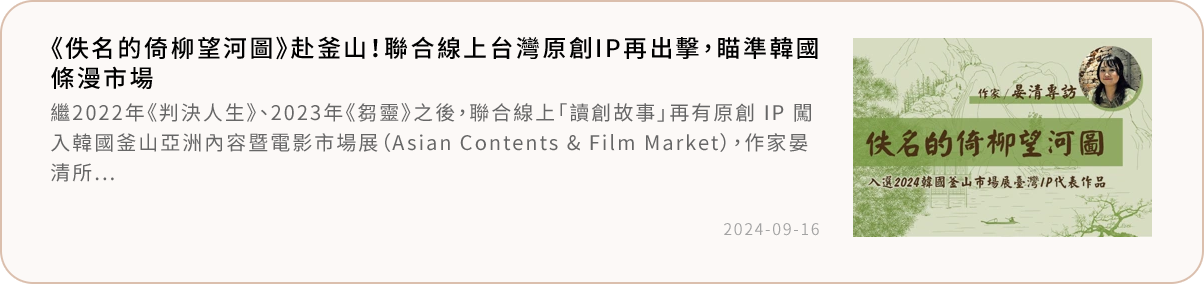 《佚名的倚柳望河圖》赴釜山！聯合線上台灣原創IP再出擊，瞄準韓國
條漫市場
繼2022年《判決人生》、2023年《芻靈》之後，聯合線上「讀創故事」再有原創 IP 闖
入韓國釜山亞洲內容暨電影市場展（Asian Contents & Film Market），作家晏
清所...
2024-09-16
作家／晏清專訪
佚名的倚柳望河圖
入選2024韓國釜山市場展臺灣IP代表作品